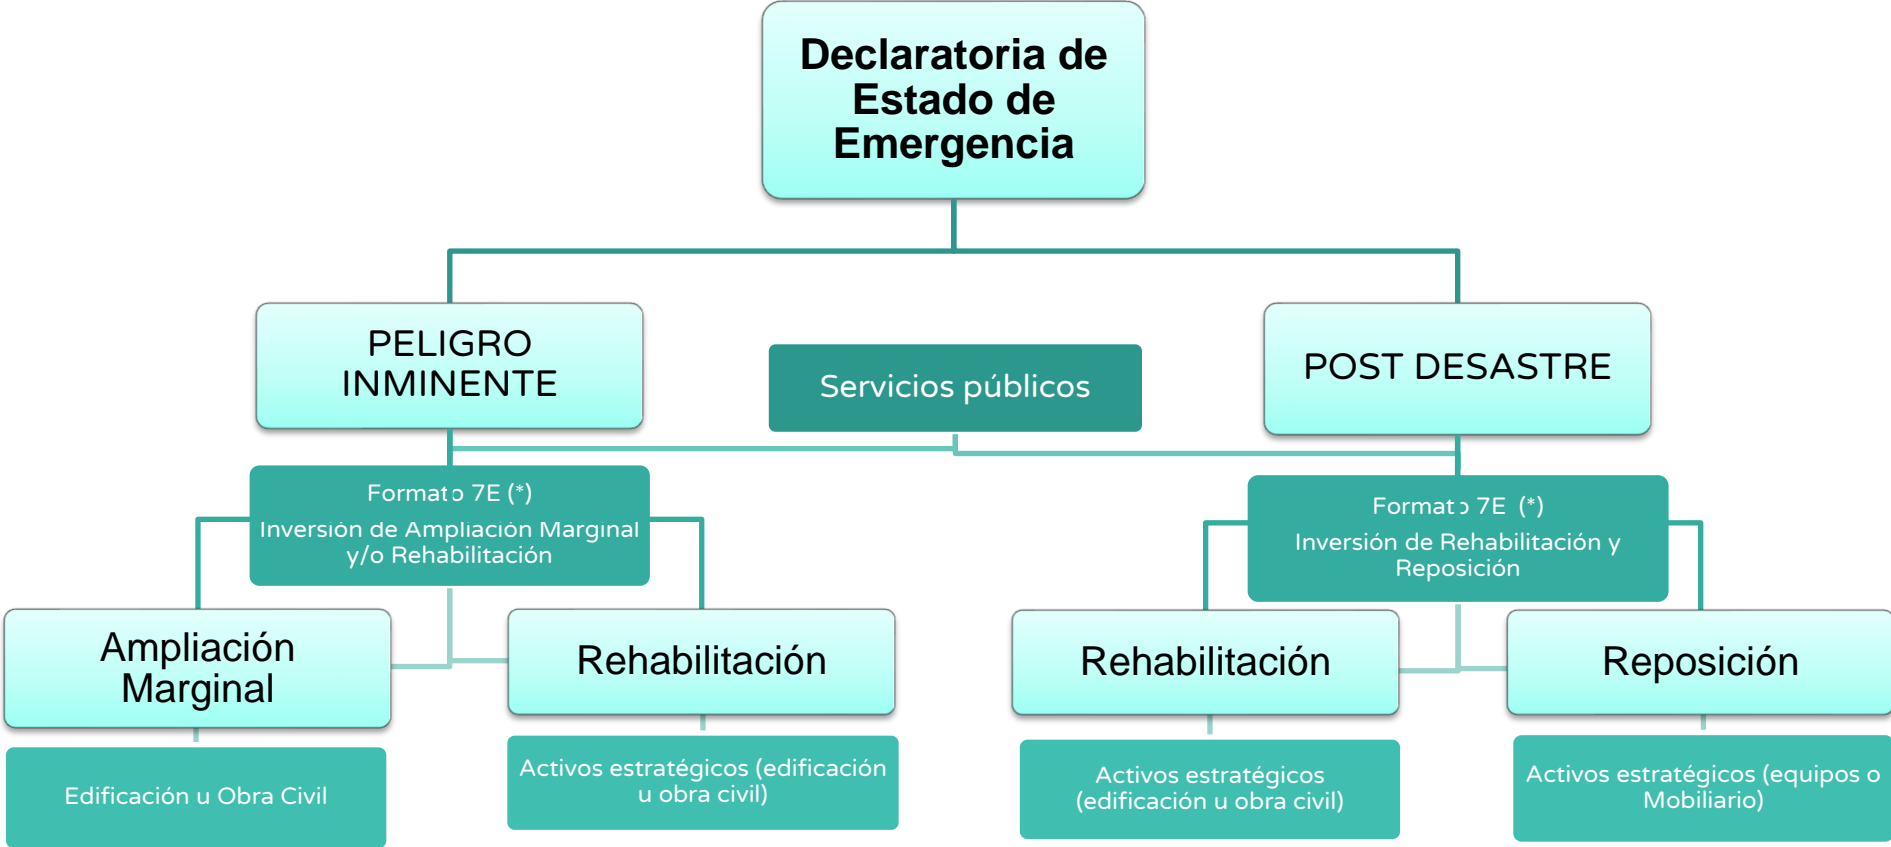 Declaratoria de
Estado de
Emergencia
PELIGRO
INMINENTE
Servicios públicos
POST DESASTRE
Formato 7E (*)
Inversión de Ampliación Marginal
y/o Rehabilitación
Formato 7E (*)
Inversión de Rehabilitación y
Reposición
Ampliación
Marginal
Rehabilitación
Rehabilitación
Reposición
Edificación u Obra Civil
Activos estratégicos (edificación
u obra civil)
Activos estratégicos
(edificación u obra civil)
Activos estratégicos (equipos o
Mobiliario)